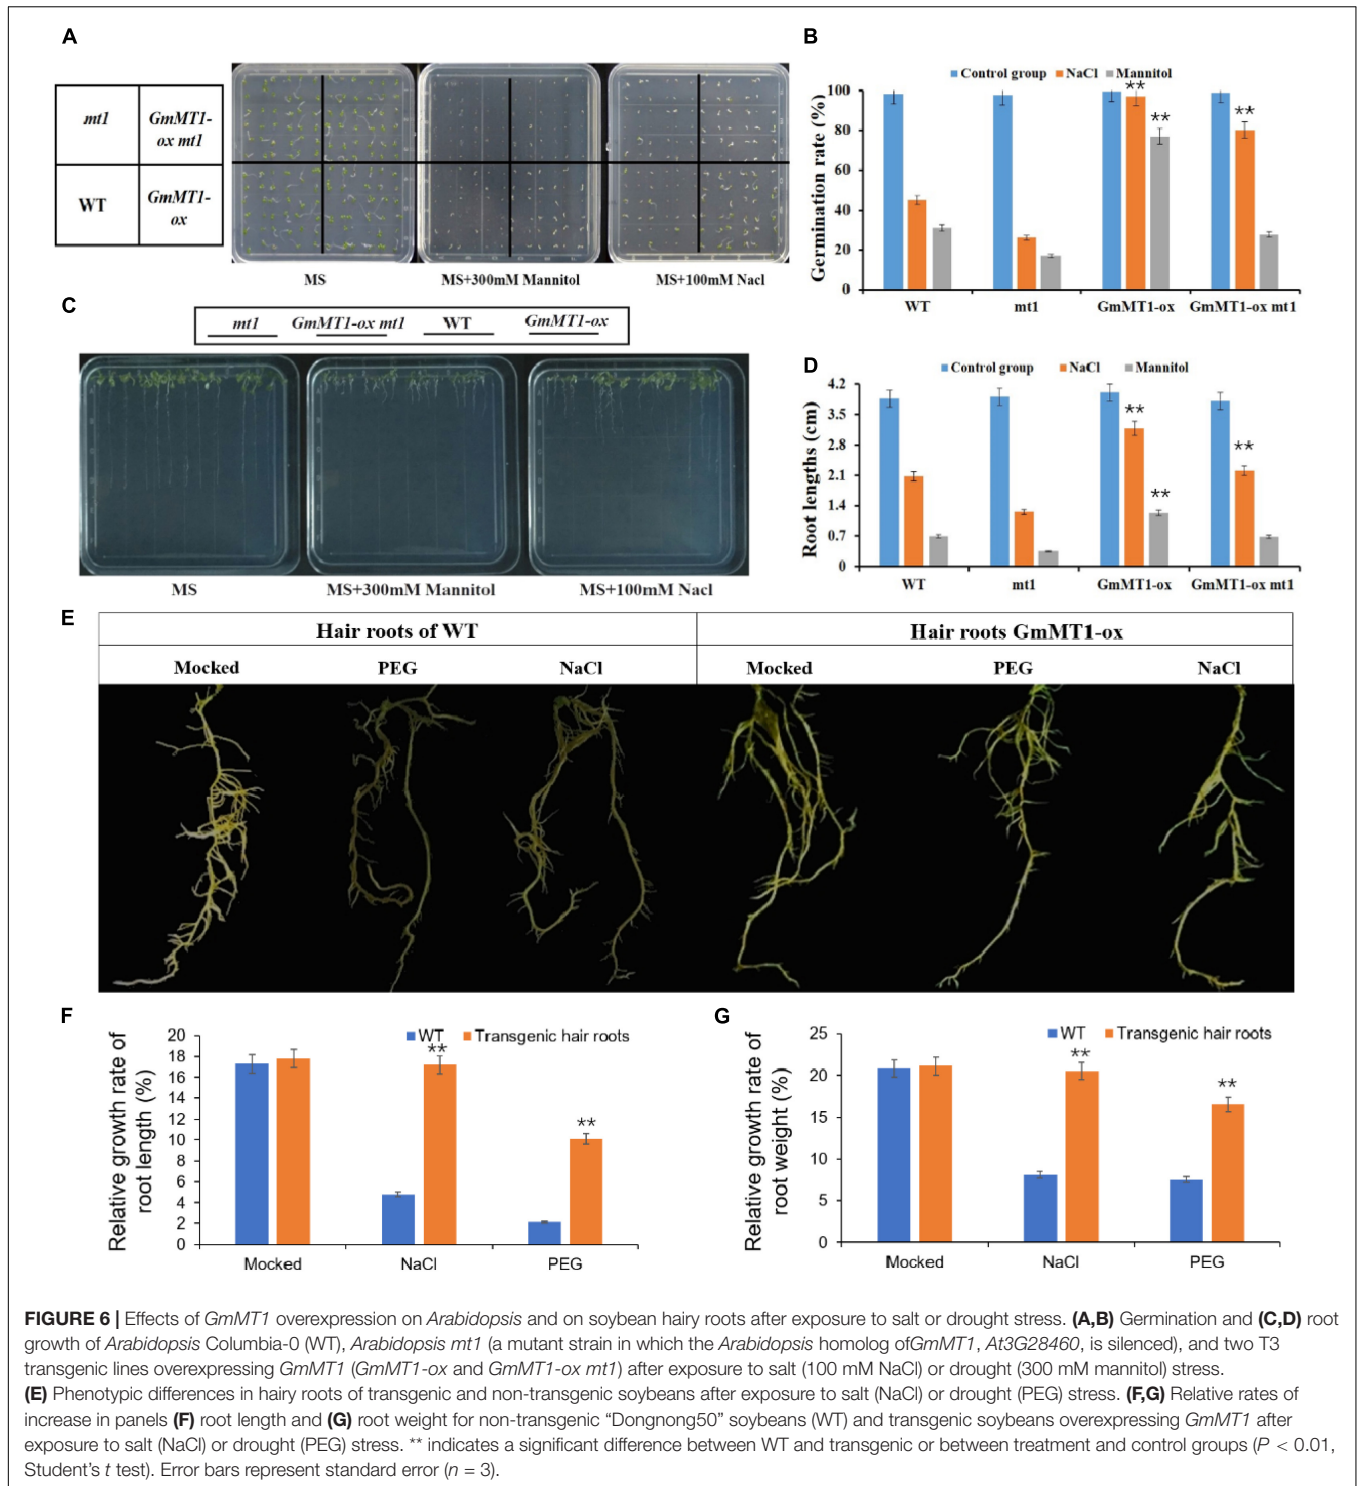 A
mt1
GmMT1-
ox mt1
WT
GmMT1-
ox
MS
MS+300mM Mannitol
MS+100mM Nacl
B
Control group
NaCl
Mannitol
Germination rate (%)
100
80
60
40
20
0
WT
mt1
GmMT1-ox
GmMT1-ox mt1
**
**
**
C
mt1
GmMT1-ox mt1
WT
GmMT1-ox
MS
MS+300mM Mannitol
MS+100mM Nacl
D
Control group
NaCl
Mannitol
Root lengths (cm)
4.2
3.5
2.8
2.1
1.4
0.7
0
WT
mt1
GmMT1-ox
GmMT1-ox mt1
**
**
**
E
Hair roots of WT
Hair roots GmMT1-ox
Mocked
PEG
NaCl
Mocked
PEG
NaCl
F
WT
Transgenic hair roots
Relative growth rate of
root length (%)
20
18
16
14
12
10
8
6
4
2
0
**
**
Mocked
NaCl
PEG
G
WT
Transgenic hair roots
Relative growth rate of
root weight (%)
25
20
15
10
5
0
**
**
Mocked
NaCl
PEG
FIGURE 6 | Effects of GmMT1 overexpression on Arabidopsis and on soybean hairy roots after exposure to salt or drought stress. (A,B) Germination and (C,D) root
growth of Arabidopsis Columbia-0 (WT), Arabidopsis mt1 (a mutant strain in which the Arabidopsis homolog ofGmMT1, At3G28460, is silenced), and two T3
transgenic lines overexpressing GmMT1 (GmMT1-ox and GmMT1-ox mt1) after exposure to salt (100 mM NaCl) or drought (300 mM mannitol) stress.
(E) Phenotypic differences in hairy roots of transgenic and non-transgenic soybeans after exposure to salt (NaCl) or drought (PEG) stress. (F,G) Relative rates of
increase in panels (F) root length and (G) root weight for non-transgenic “Dongnong50” soybeans (WT) and transgenic soybeans overexpressing GmMT1 after
exposure to salt (NaCl) or drought (PEG) stress. ** indicates a significant difference between WT and transgenic or between treatment and control groups (P < 0.01,
Student’s t test). Error bars represent standard error (n = 3).